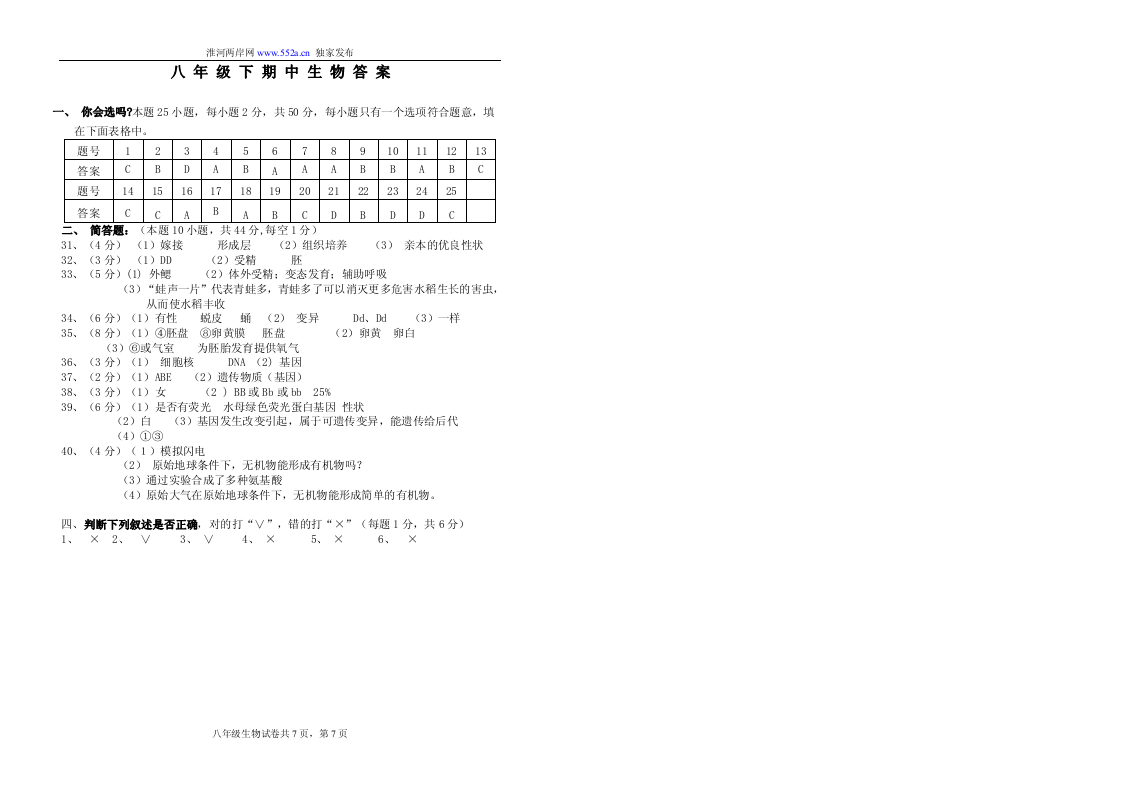 淮河两岸网 www.552a.cn 独家发布
八 年 级 下 期 中 生 物 答 案
一、 你会选吗?本题 25 小题，每小题 2 分，共 50 分，每小题只有一个选项符合题意，填
在下面表格中。
题号 1 2 3 4 5 6 7 8 9 10 11 12 13
答案 C B D A B A A A B B A B C
题号 14 15 16 17 18 19 20 21 22 23 24 25
答案 C C A B A B C D B D D C
二、 简答题:（本题 10 小题，共 44 分,每空 1 分）
31、（4 分） （1）嫁接 形成层 （2）组织培养 （3） 亲本的优良性状
32、（3 分） （1）DD （2）受精 胚
33、（5 分）(1) 外鳃 （2）体外受精；变态发育；辅助呼吸
（3）“蛙声一片”代表青蛙多，青蛙多了可以消灭更多危害水稻生长的害虫，
从而使水稻丰收
34、（6 分）（1）有性 蜕皮 蛹 （2） 变异 Dd、Dd （3）一样
35、（8 分）（1）④胚盘 ⑧卵黄膜 胚盘 （2）卵黄 卵白
（3）⑥或气室 为胚胎发育提供氧气
36、（3 分）（1） 细胞核 DNA （2）基因
37、（2 分）（1）ABE （2）遗传物质（基因）
38、（3 分）（1）女 （2 ) BB 或 Bb 或 bb 25%
39、（6 分）（1）是否有荧光 水母绿色荧光蛋白基因 性状
（2）白 （3）基因发生改变引起，属于可遗传变异，能遗传给后代
（4）①③
40、（4 分）（ 1 ）模拟闪电
（2） 原始地球条件下，无机物能形成有机物吗？
（3）通过实验合成了多种氨基酸
（4）原始大气在原始地球条件下，无机物能形成简单的有机物。
四、判断下列叙述是否正确，对的打“∨”，错的打“×”（每题 1 分，共 6 分）
1、 × 2、 ∨ 3、 ∨ 4、 × 5、 × 6、 ×
八年级生物试卷共 7 页，第 7 页